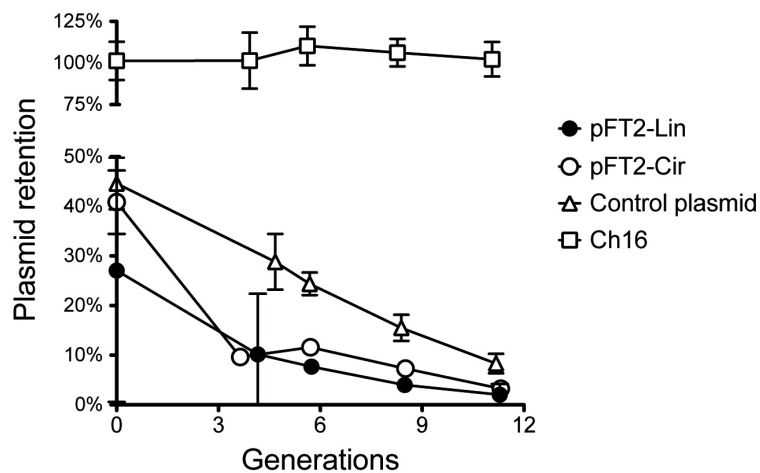 125%
100%
75%
50%
40%
30%
20%
10%
0%
Plasmid retention
0 3 6 9 12
Generations
pFT2-Lin
pFT2-Cir
Control plasmid
Ch16